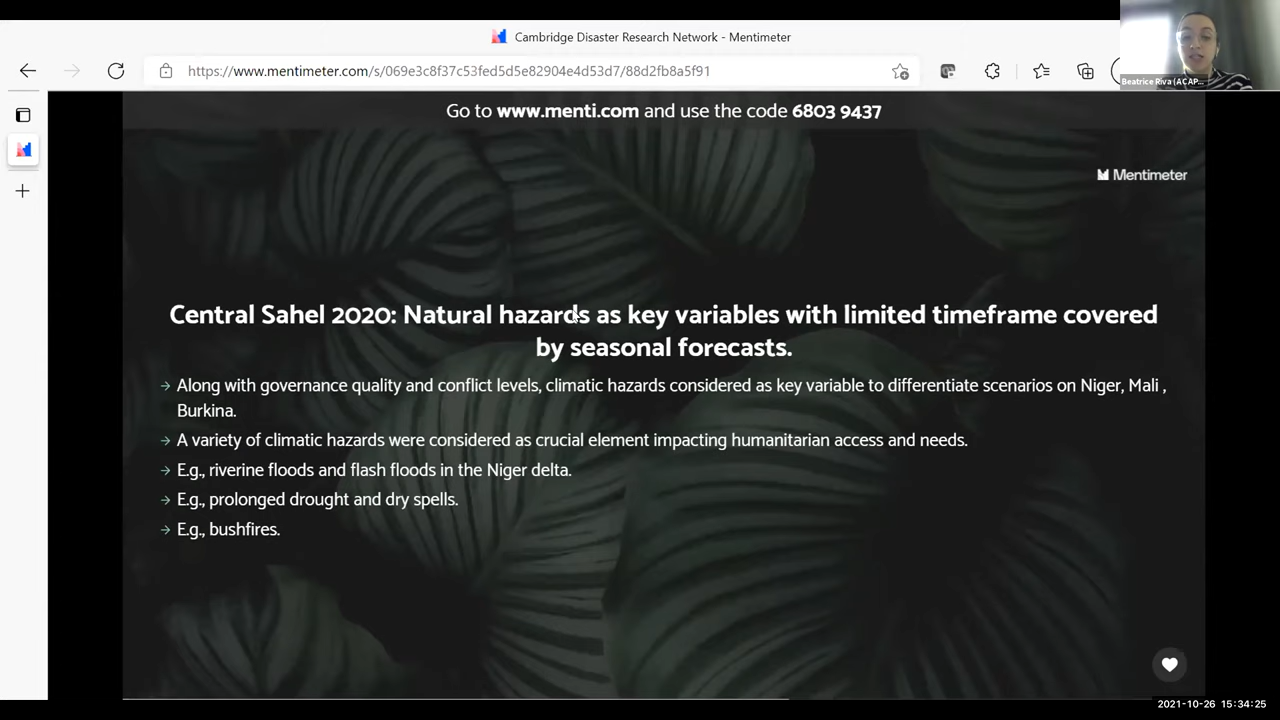 Cambridge Disaster Research Network - Mentimeter
https://www.mentimeter.com/s/069e3c8f37c53fed5d5e82904e4d53d7/88d2fb8a5f91
Beatrice Riva (ACAP...
Go to www.menti.com and use the code 6803 9437
Mentimeter
Central Sahel 2020: Natural hazards as key variables with limited timeframe covered
by seasonal forecasts.
→ Along with governance quality and conflict levels, climatic hazards considered as key variable to differentiate scenarios on Niger, Mali ,
Burkina.
→ A variety of climatic hazards were considered as crucial element impacting humanitarian access and needs.
→ E.g., riverine floods and flash floods in the Niger delta.
→ E.g., prolonged drought and dry spells.
→ E.g., bushfires.
2021-10-26 15:34:25